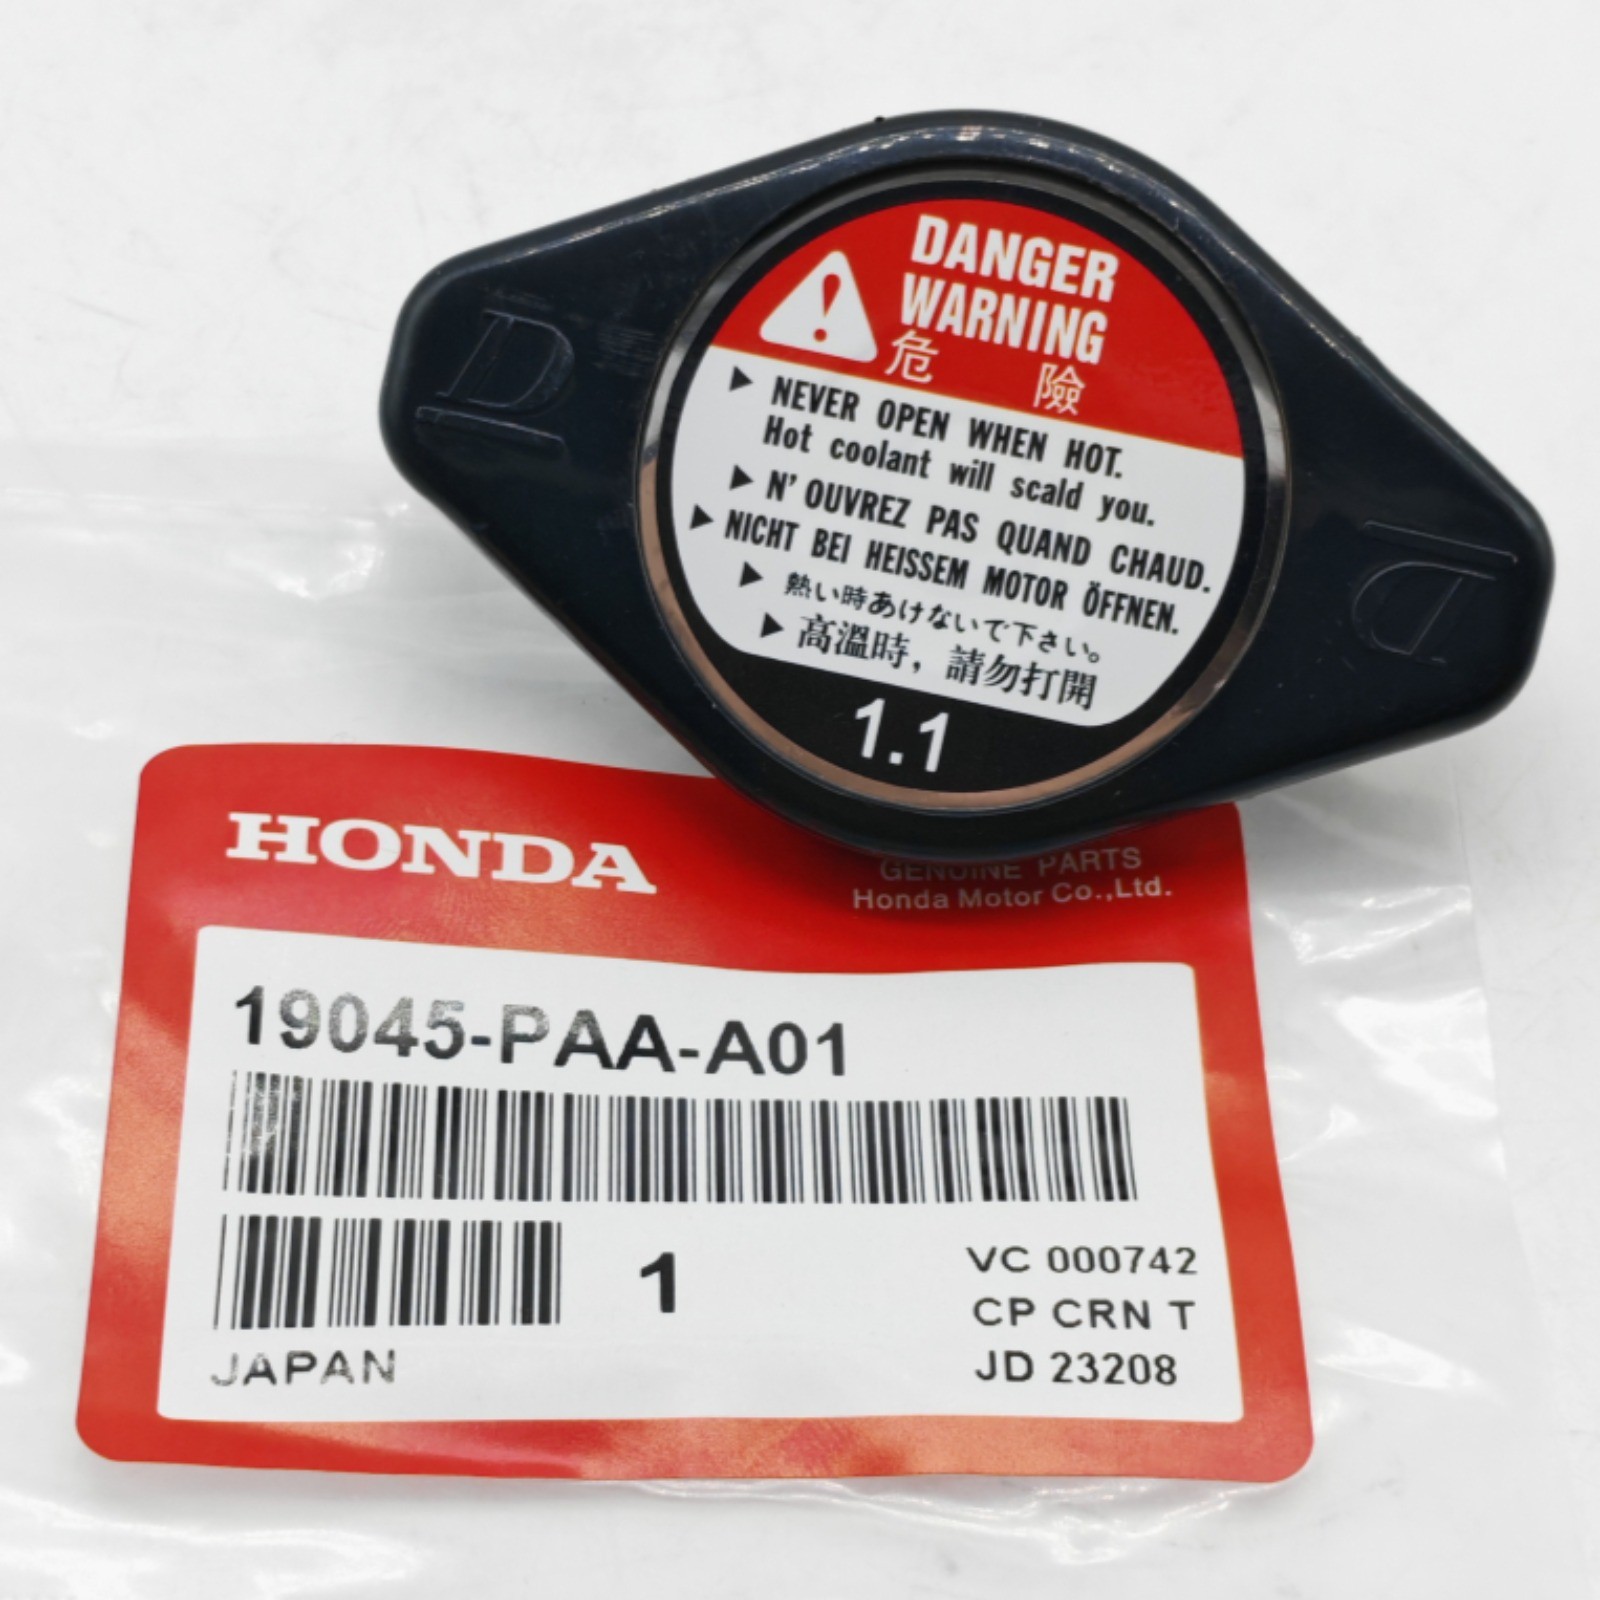 DANGER
WARNING
危 險
▶ NEVER OPEN WHEN HOT.
Hot coolant will scald you.
▶ N' OUVREZ PAS QUAND CHAUD.
▶ NICHT BEI HEISSEM MOTOR ÖFFNEN.
▶ 熱い時あけないで下さい。
▶ 高溫時，請勿打開
1.1
D
D
HONDA
GENUINE PARTS
Honda Motor Co.,Ltd.
19045-PAA-A01
1
VC 000742
CP CRN T
JAPAN
JD 23208